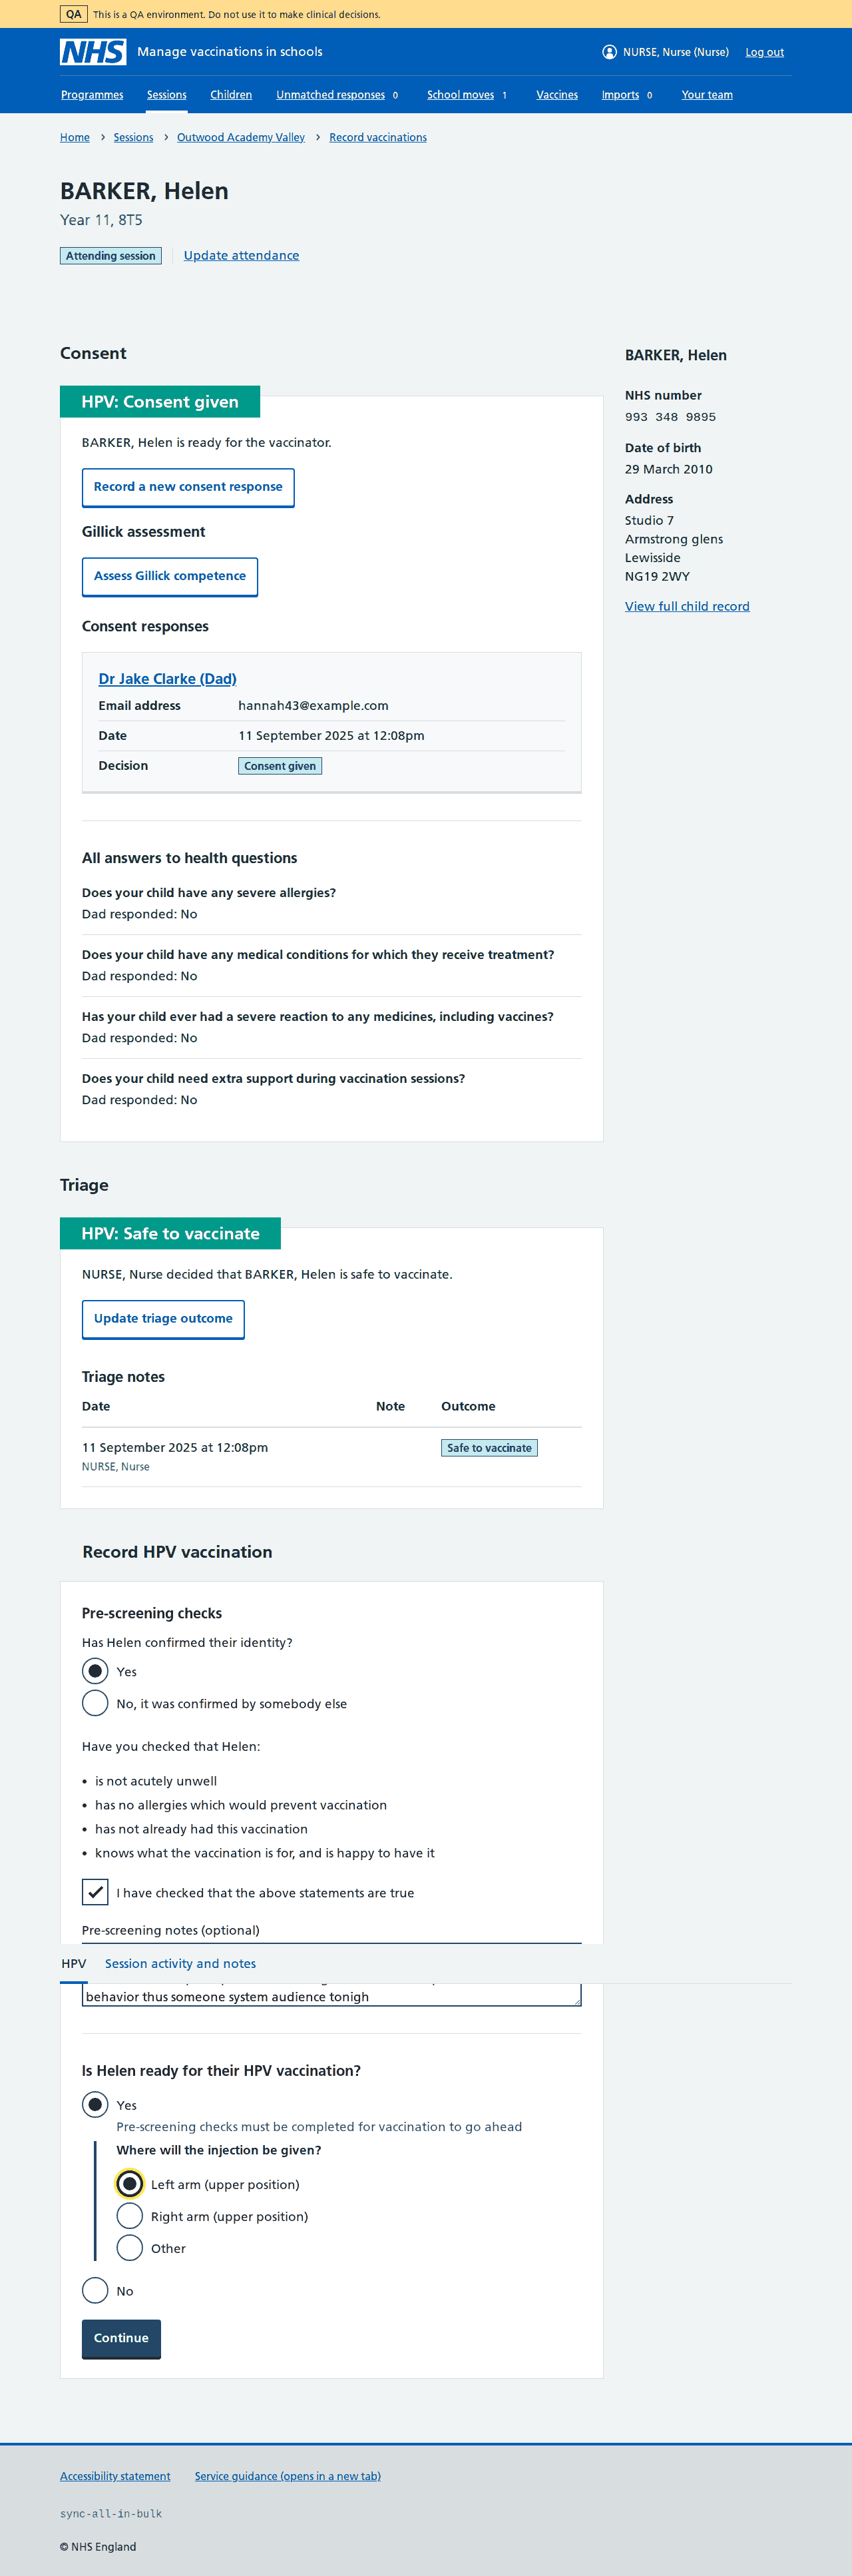 QA This is a QA environment. Do not use it to make clinical decisions.
NHS Manage vaccinations in schools NURSE, Nurse (Nurse) Log out
Programmes Sessions Children Unmatched responses 0 School moves 1 Vaccines Imports 0 Your team
Home Sessions Outwood Academy Valley Record vaccinations
BARKER, Helen
Year 11, 8T5
Attending session Update attendance
Consent
HPV: Consent given
BARKER, Helen is ready for the vaccinator.
Record a new consent response
Gillick assessment
Assess Gillick competence
Consent responses
Dr Jake Clarke (Dad)
Email address hannah43@example.com
Date 11 September 2025 at 12:08pm
Decision Consent given
All answers to health questions
Does your child have any severe allergies?
Dad responded: No
Does your child have any medical conditions for which they receive treatment?
Dad responded: No
Has your child ever had a severe reaction to any medicines, including vaccines?
Dad responded: No
Does your child need extra support during vaccination sessions?
Dad responded: No
BARKER, Helen
NHS number
993 348 9895
Date of birth
29 March 2010
Address
Studio 7
Armstrong glens
Lewisside
NG19 2WY
View full child record
Triage
HPV: Safe to vaccinate
NURSE, Nurse decided that BARKER, Helen is safe to vaccinate.
Update triage outcome
Triage notes
Date Note Outcome
11 September 2025 at 12:08pm Safe to vaccinate
NURSE, Nurse
Record HPV vaccination
Pre-screening checks
Has Helen confirmed their identity?
Yes
No, it was confirmed by somebody else
Have you checked that Helen:
• is not acutely unwell
• has no allergies which would prevent vaccination
• has not already had this vaccination
• knows what the vaccination is for, and is happy to have it
I have checked that the above statements are true
Pre-screening notes (optional)
HPV Session activity and notes
behavior thus someone system audience tonigh
Is Helen ready for their HPV vaccination?
Yes
Pre-screening checks must be completed for vaccination to go ahead
Where will the injection be given?
Left arm (upper position)
Right arm (upper position)
Other
No
Continue
Accessibility statement Service guidance (opens in a new tab)
sync-all-in-bulk
© NHS England